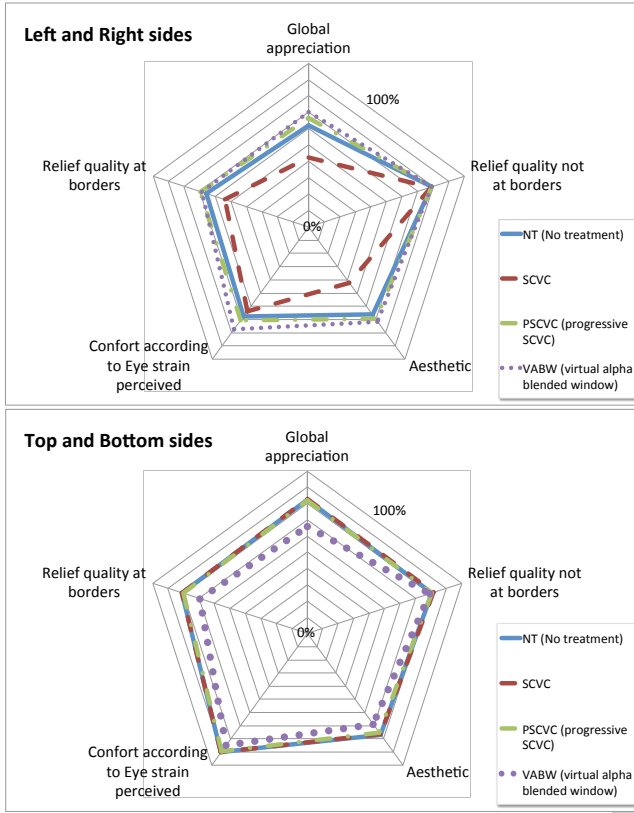 Left and Right sides
Global
appreciation
100%
Relief quality at
borders
Relief quality not
at borders
0%
NT (No treatment)
SCVC
PSCVC (progressive
SCVC)
VABW (virtual alpha
blended window)
Confort according
to Eye strain
perceived
Aesthetic
Top and Bottom sides
Global
appreciation
100%
Relief quality at
borders
Relief quality not
at borders
0%
NT (No treatment)
SCVC
PSCVC (progressive
SCVC)
VABW (virtual alpha
blended window)
Confort according
to Eye strain
perceived
Aesthetic